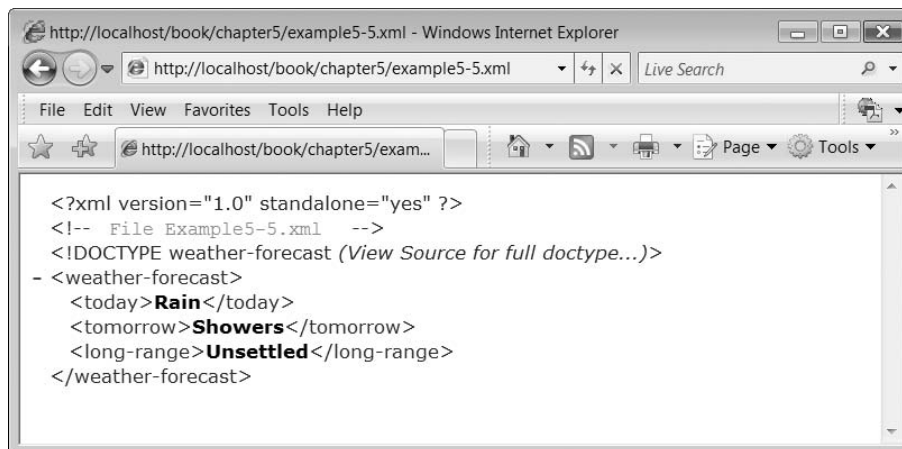 http://localhost/book/chapter5/example5-5.xml - Windows Internet Explorer
http://localhost/book/chapter5/example5-5.xml Live Search
File Edit View Favorites Tools Help
http://localhost/book/chapter5/exam... Page Tools
<?xml version="1.0" standalone="yes" ?>
<!-- File Example5-5.xml -->
<!DOCTYPE weather-forecast (View Source for full doctype...)>
- <weather-forecast>
<today>Rain</today>
<tomorrow>Showers</tomorrow>
<long-range>Unsettled</long-range>
</weather-forecast>